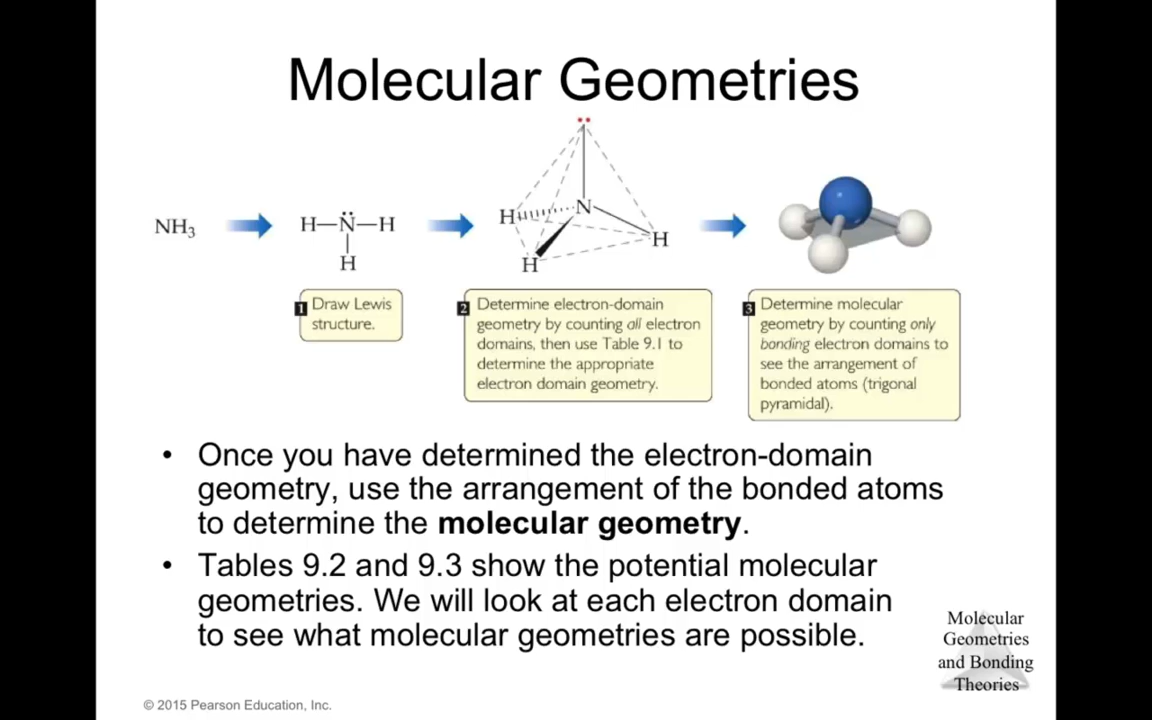 Molecular Geometries
NH₃
H—N̈—H
H
N
H
H
H
1 Draw Lewis
structure.
2 Determine electron-domain
geometry by counting all electron
domains, then use Table 9.1 to
determine the appropriate
electron domain geometry.
3 Determine molecular
geometry by counting only
bonding electron domains to
see the arrangement of
bonded atoms (trigonal
pyramidal).
• Once you have determined the electron-domain
geometry, use the arrangement of the bonded atoms
to determine the molecular geometry.
• Tables 9.2 and 9.3 show the potential molecular
geometries. We will look at each electron domain
to see what molecular geometries are possible.
Molecular
Geometries
and Bonding
Theories
© 2015 Pearson Education, Inc.